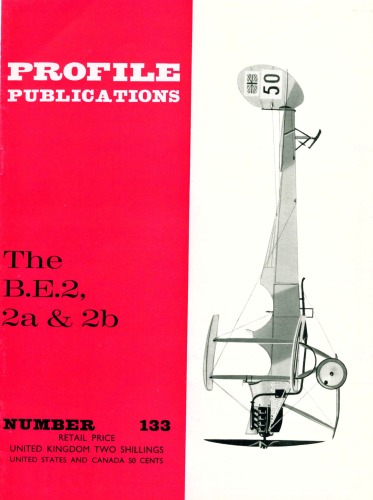 PROFILE
PUBLICATIONS
50
The
B.E.2,
2a & 2b
NUMBER 133
RETAIL PRICE
UNITED KINGDOM TWO SHILLINGS
UNITED STATES AND CANADA 50 CENTS